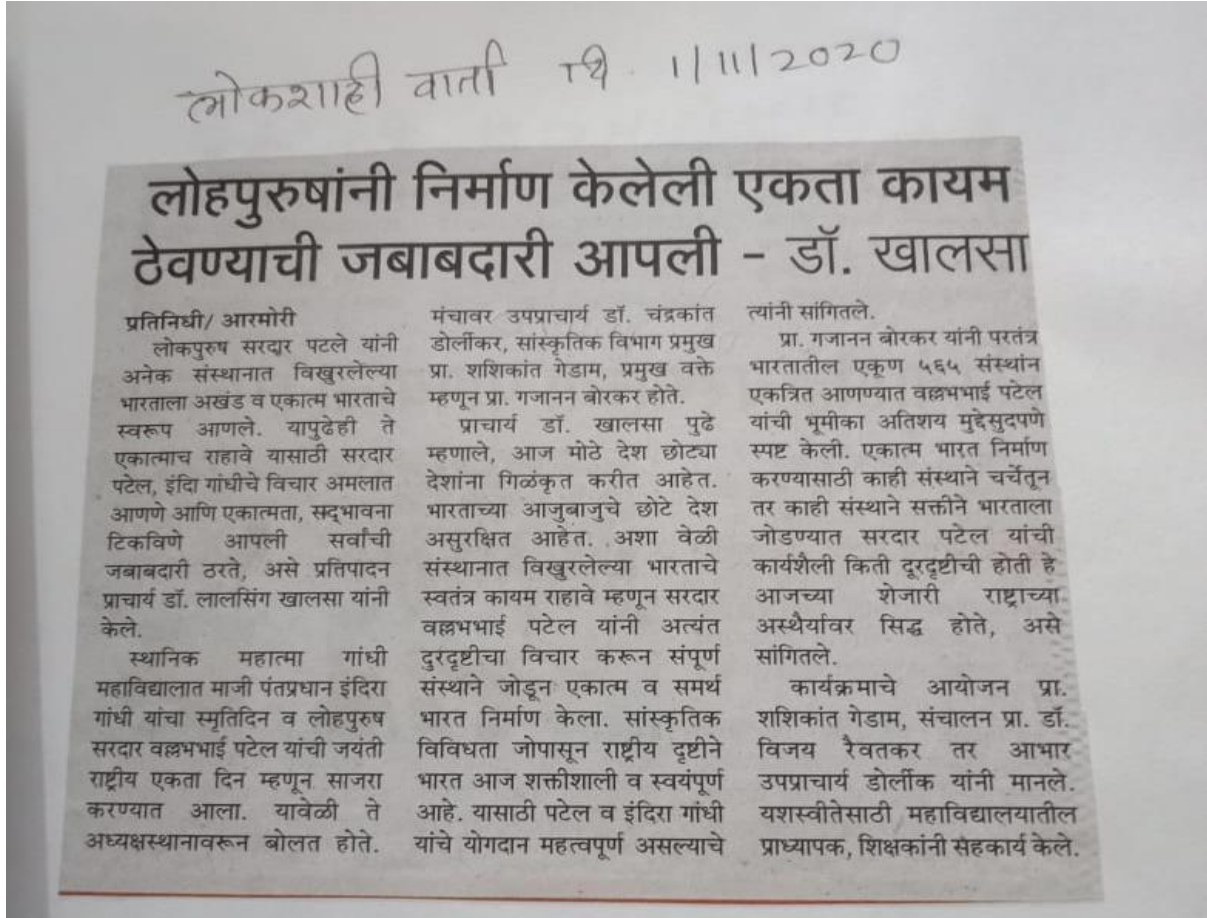 लोकशाही वार्ता दि. 1/11/2020
लोहपुरुषांनी निर्माण केलेली एकता कायम
ठेवण्याची जबाबदारी आपली - डॉ. खालसा
प्रतिनिधी/ आरमोरी
लोकपुरुष सरदार पटले यांनी
अनेक संस्थानात विखुरलेल्या
भारताला अखंड व एकात्म भारताचे
स्वरूप आणले. यापुढेही ते
एकात्माच राहावे यासाठी सरदार
पटेल, इंदिा गांधीचे विचार अमलात
आणणे आणि एकात्मता, सद्भावना
टिकविणे आपली सर्वांची
जबाबदारी ठरते, असे प्रतिपादन
प्राचार्य डॉ. लालसिंग खालसा यांनी
केले.
स्थानिक महात्मा गांधी
महाविद्यालात माजी पंतप्रधान इंदिरा
गांधी यांचा स्मृतिदिन व लोहपुरुष
सरदार वल्लभभाई पटेल यांची जयंती
राष्ट्रीय एकता दिन म्हणून साजरा
करण्यात आला. यावेळी ते
अध्यक्षस्थानावरून बोलत होते.
मंचावर उपप्राचार्य डॉ. चंद्रकांत
डोर्लीकर, सांस्कृतिक विभाग प्रमुख
प्रा. शशिकांत गेडाम, प्रमुख वक्ते
म्हणून प्रा. गजानन बोरकर होते.
प्राचार्य डॉ. खालसा पुढे
म्हणाले, आज मोठे देश छोट्या
देशांना गिळंकृत करीत आहेत.
भारताच्या आजुबाजुचे छोटे देश
असुरक्षित आहेत. अशा वेळी
संस्थानात विखुरलेल्या भारताचे
स्वतंत्र कायम राहावे म्हणून सरदार
वल्लभभाई पटेल यांनी अत्यंत
दुरदृष्टीचा विचार करून संपूर्ण
संस्थाने जोडून एकात्म व समर्थ
भारत निर्माण केला. सांस्कृतिक
विविधता जोपासून राष्ट्रीय दृष्टीने
भारत आज शक्तीशाली व स्वयंपूर्ण
आहे. यासाठी पटेल व इंदिरा गांधी
यांचे योगदान महत्वपूर्ण असल्याचे
त्यांनी सांगितले.
प्रा. गजानन बोरकर यांनी परतंत्र
भारतातील एकूण ५६५ संस्थांन
एकत्रित आणण्यात वल्लभभाई पटेल
यांची भूमीका अतिशय मुद्देसुदपणे
स्पष्ट केली. एकात्म भारत निर्माण
करण्यासाठी काही संस्थाने चर्चेतून
तर काही संस्थाने सक्तीने भारताला
जोडण्यात सरदार पटेल यांची
कार्यशैली किती दूरदृष्टीची होती हे
आजच्या शेजारी राष्ट्राच्या
अस्थैर्यावर सिद्ध होते, असे
सांगितले.
कार्यक्रमाचे आयोजन प्रा.
शशिकांत गेडाम, संचालन प्रा. डॉ.
विजय रैवतकर तर आभार
उपप्राचार्य डोर्लीक यांनी मानले.
यशस्वीतेसाठी महाविद्यालयातील
प्राध्यापक, शिक्षकांनी सहकार्य केले.